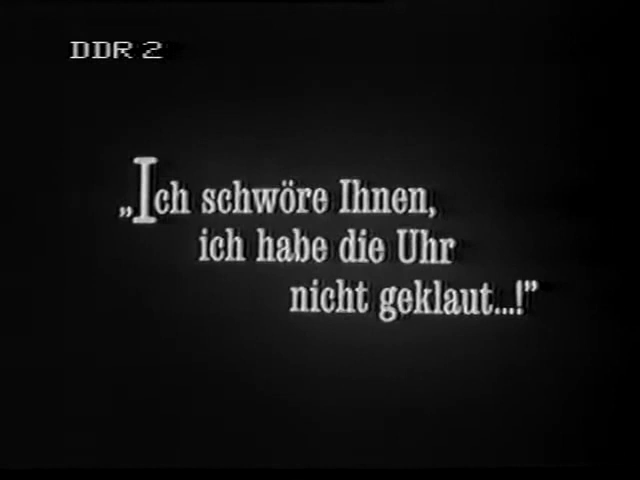 DDR 2
„Ich schwöre Ihnen,
ich habe die Uhr
nicht geklaut...!”